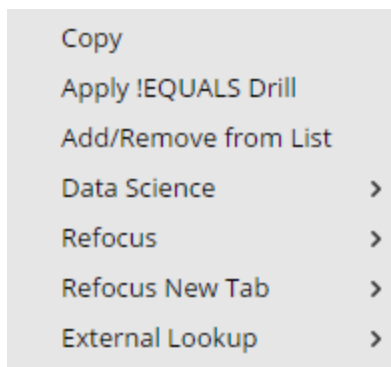 Copy
Apply !EQUALS Drill
Add/Remove from List
Data Science
Refocus
Refocus New Tab
External Lookup